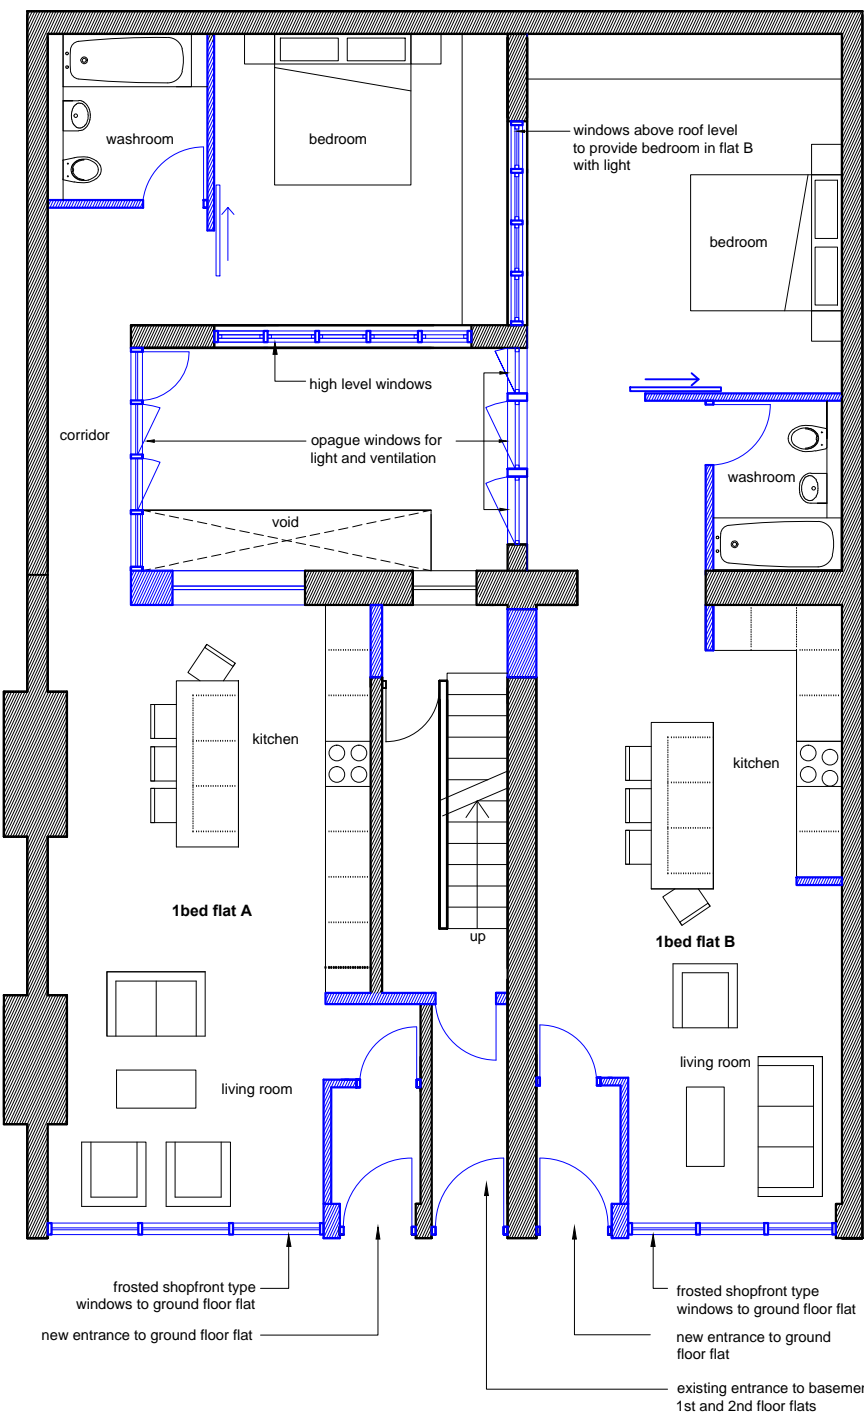 washroom
bedroom
windows above roof level
to provide bedroom in flat B
with light
bedroom
high level windows
corridor
opague windows for
light and ventilation
washroom
void
kitchen
kitchen
1bed flat A
up
1bed flat B
living room
living room
frosted shopfront type
windows to ground floor flat
new entrance to ground floor flat
frosted shopfront type
windows to ground floor flat
new entrance to ground
floor flat
existing entrance to basemen
1st and 2nd floor flats